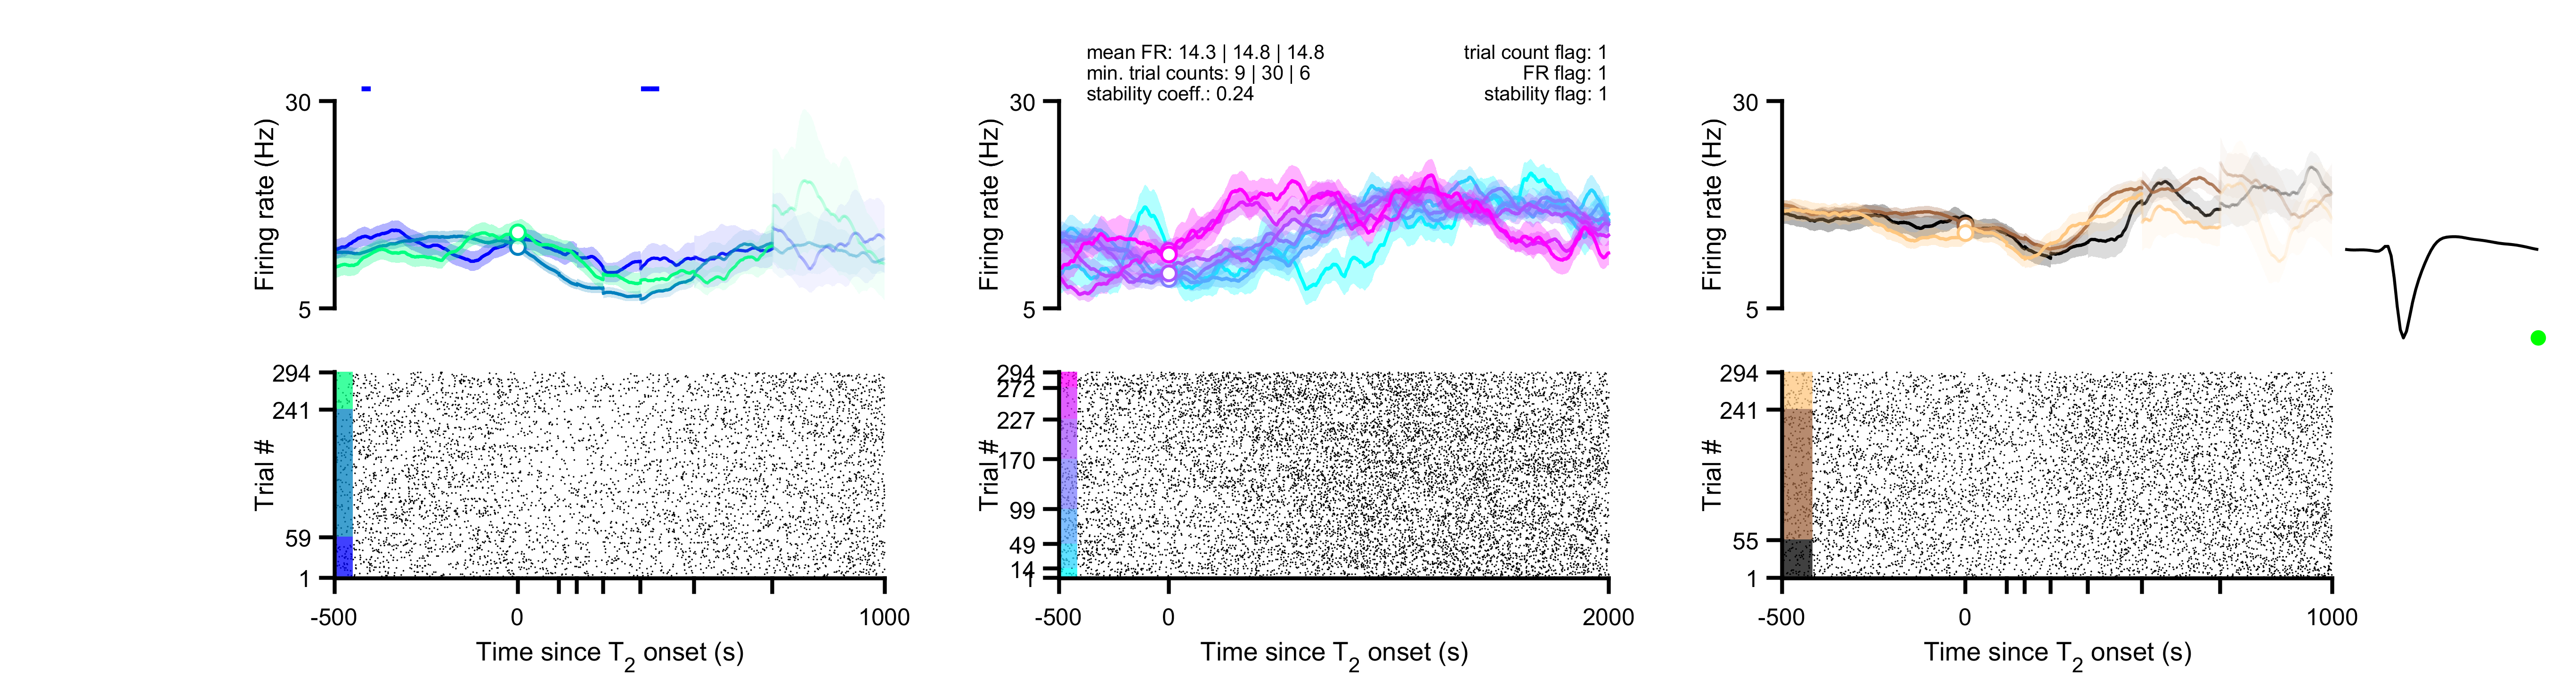 mean FR: 14.3 | 14.8 | 14.8
min. trial counts: 9 | 30 | 6
stability coeff.: 0.24
trial count flag: 1
FR flag: 1
stability flag: 1
30
Firing rate (Hz)
5
30
Firing rate (Hz)
5
30
Firing rate (Hz)
5
294
241
Trial #
59
1
-500
0
1000
Time since T2 onset (s)
294
272
227
Trial #
170
99
49
14
-500
0
2000
Time since T2 onset (s)
294
241
Trial #
55
1
-500
0
1000
Time since T2 onset (s)